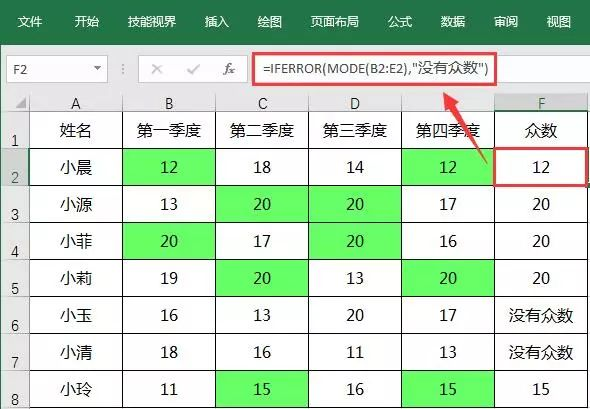 文件 开始 技能视界 插入 绘图 页面布局 公式 数据 审阅 视图
F2 fx =IFERROR(MODE(B2:E2),"没有众数")
A B C D E F
1 姓名 第一季度 第二季度 第三季度 第四季度 众数
2 小晨 12 18 14 12 12
3 小源 13 20 20 17 20
4 小菲 20 17 20 16 20
5 小莉 19 20 13 20 20
6 小玉 16 13 20 17 没有众数
7 小清 18 16 11 13 没有众数
8 小玲 11 15 16 15 15